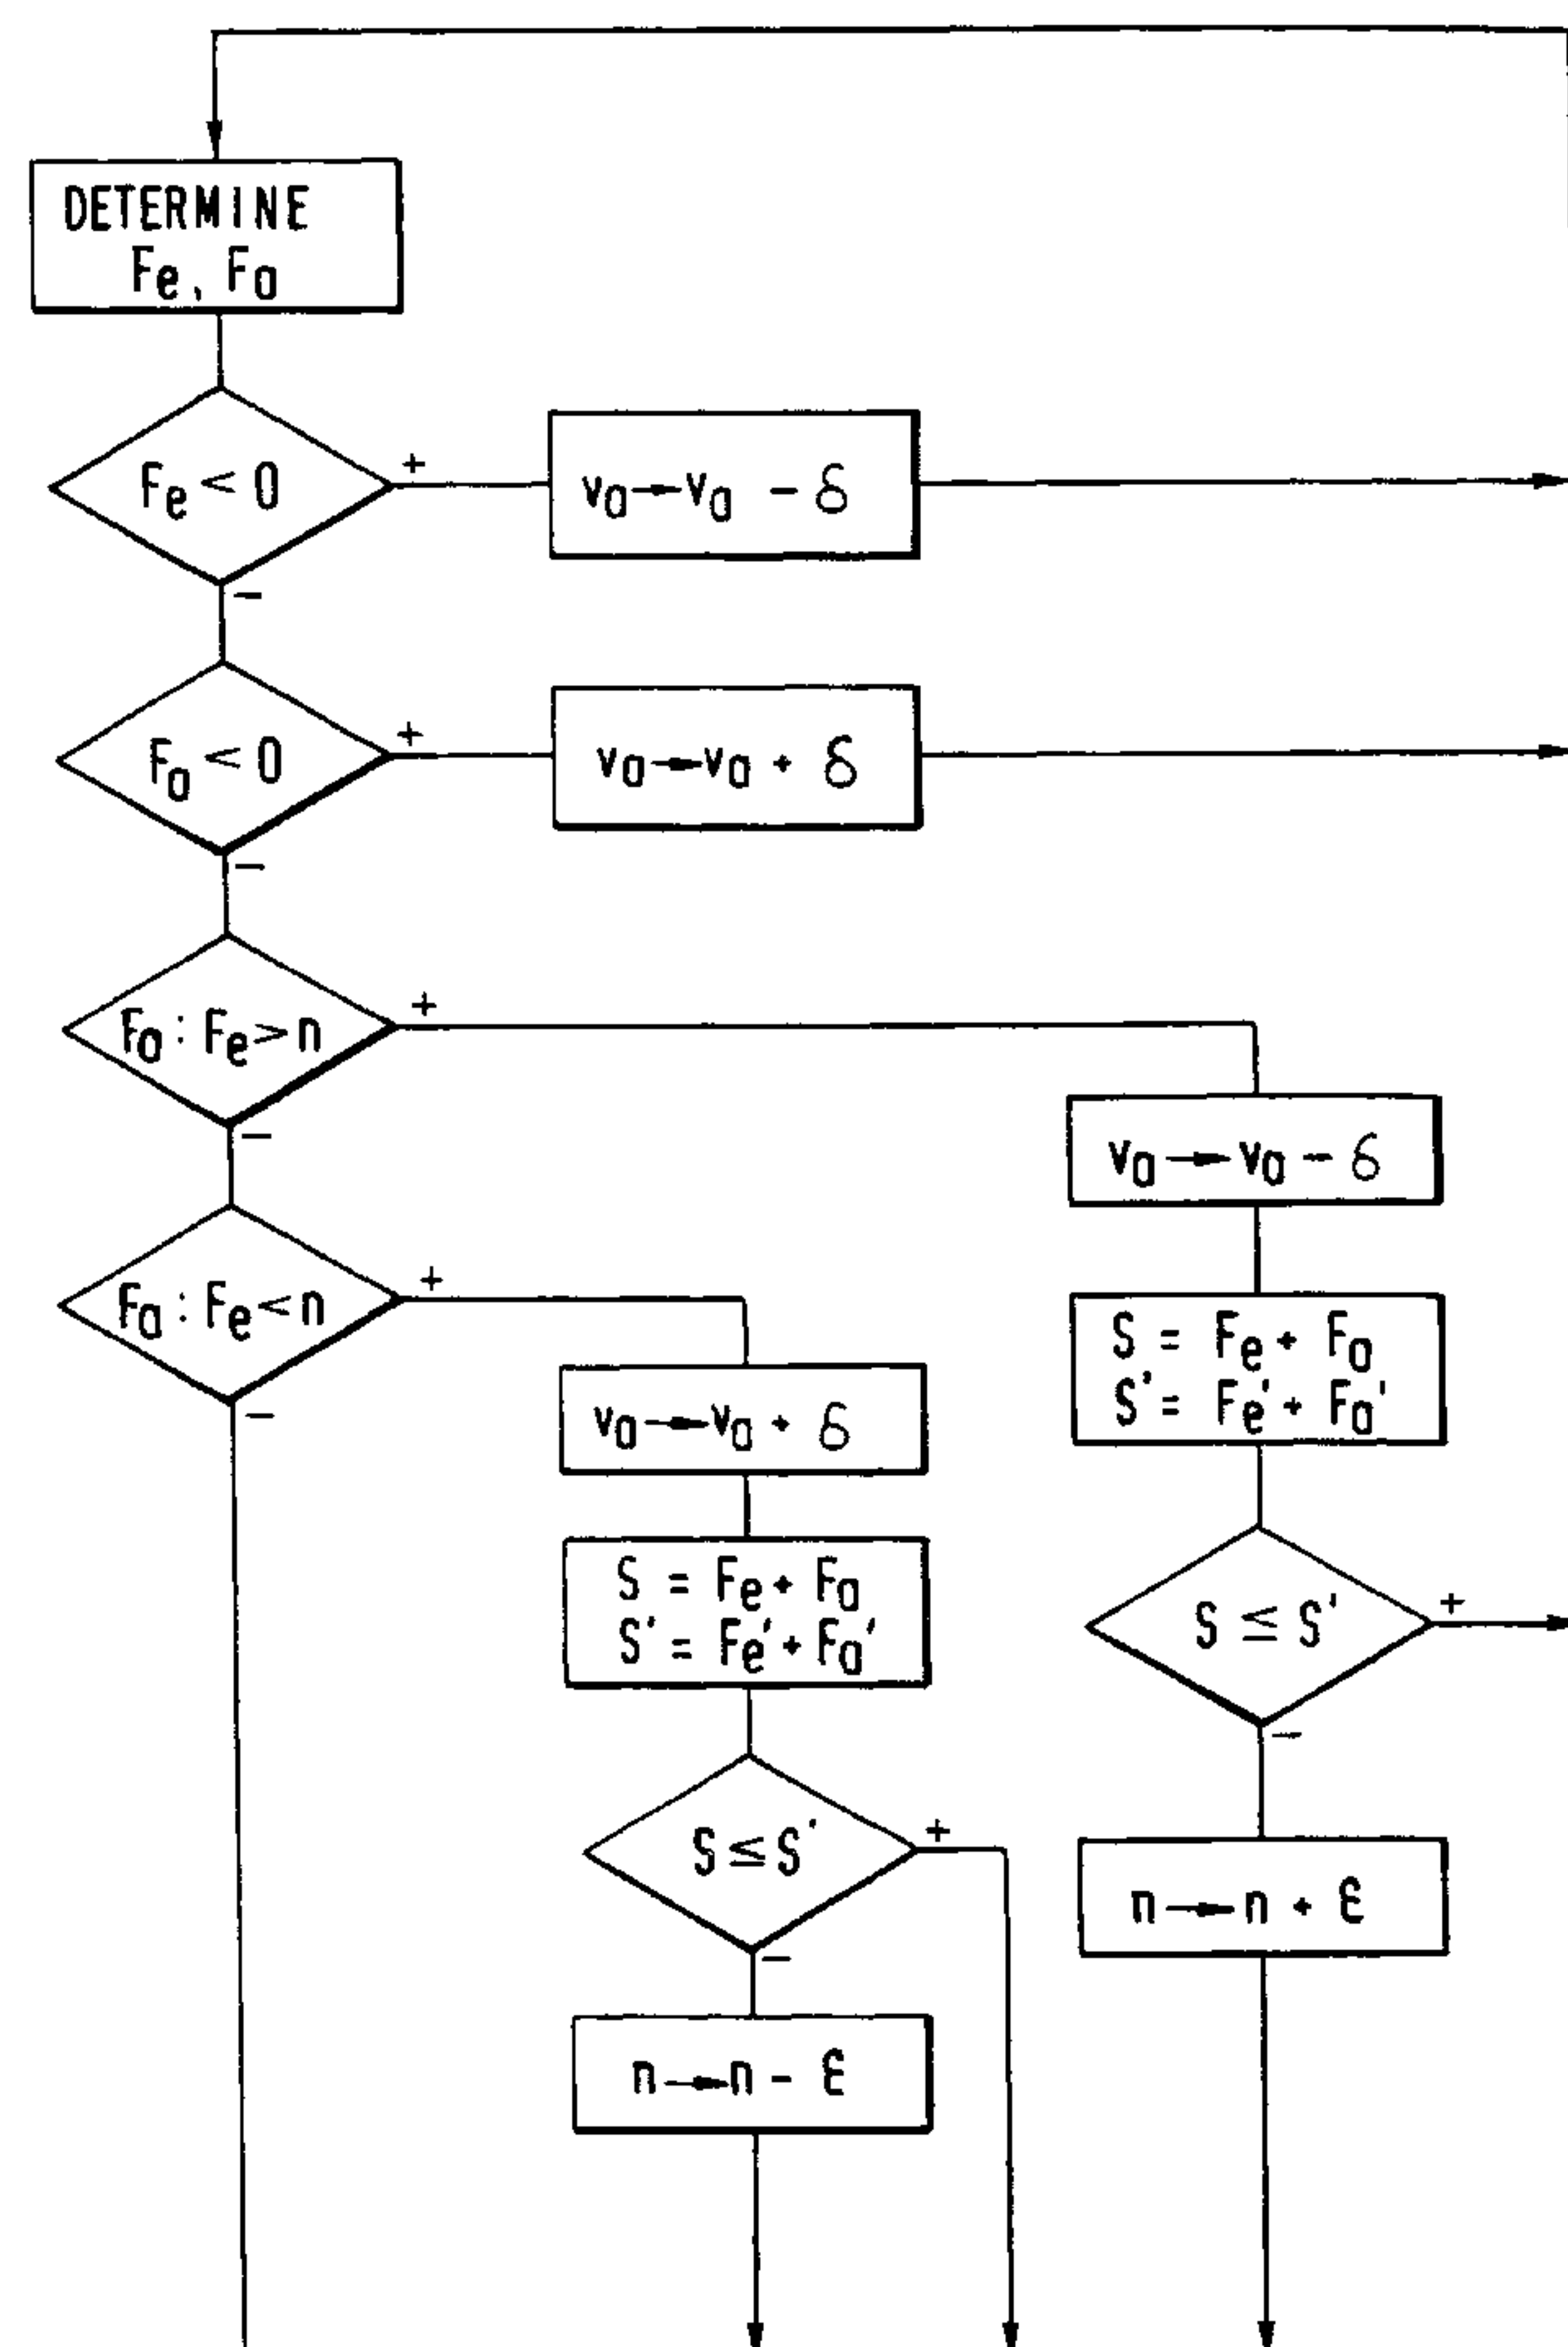 DETERMINE
Fe, Fa
Fe < 0
+
va → va - δ
-
Fa < 0
+
va → va + δ
-
Fa : Fe > n
+
-
va → va - δ
Fa : Fe < n
+
-
S = Fe + Fa
S' = Fe' + Fa'
va → va + δ
S = Fe + Fa
S' = Fe' + Fa'
S ≤ S'
+
-
S ≤ S'
+
-
n → n + ε
n → n - ε